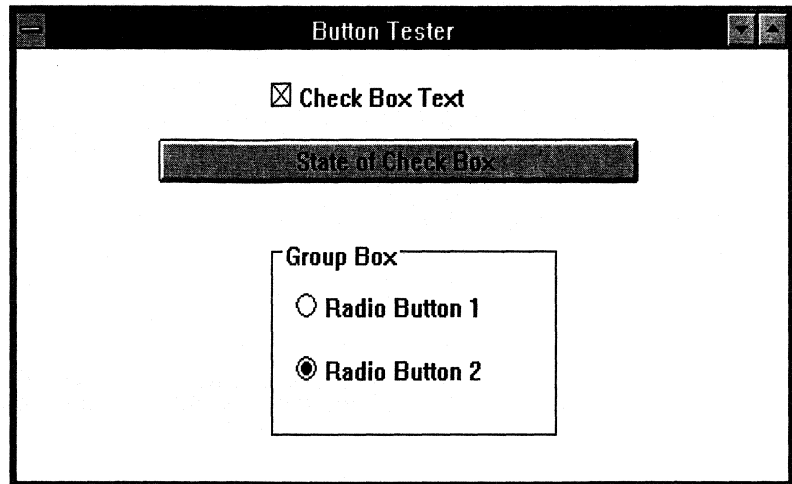 Button Tester
Check Box Text
State of Check Box
Group Box
Radio Button 1
Radio Button 2